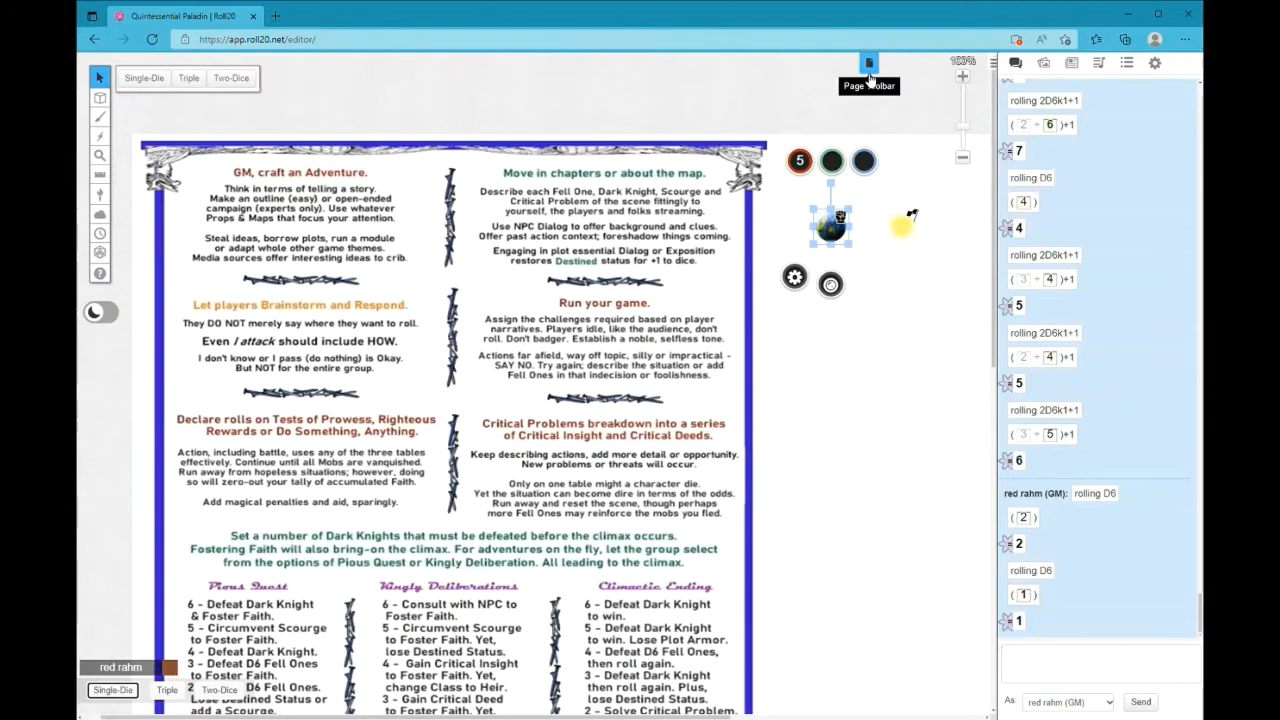 Quintessential Paladin | Roll20
https://app.roll20.net/editor/
Single-Die Triple Two-Dice
Page Toolbar
100%
5
GM, craft an Adventure.
Think in terms of telling a story.
Make an outline (easy) or open-ended
campaign (experts only). Use whatever
Props & Maps that focus your attention.
Steal ideas, borrow plots, run a module
or adapt whole other game themes.
Media sources offer interesting ideas to crib.
Move in chapters or about the map.
Describe each Fell One, Dark Knight, Scourge and
Critical Problem of the scene fittingly to
yourself, the players and folks streaming.
Use NPC Dialog to offer background and clues.
Offer past action context; foreshadow things coming.
Engaging in plot essential Dialog or Exposition
restores Destined status for +1 to dice.
Let players Brainstorm and Respond.
They DO NOT merely say where they want to roll.
Even I attack should include HOW.
I don't know or I pass (do nothing) is Okay.
But NOT for the entire group.
Run your game.
Assign the challenges required based on player
narratives. Players idle, like the audience, don't
roll. Don't badger. Establish a noble, selfless tone.
Actions far afield, way off topic, silly or impractical -
SAY NO. Try again; describe the situation or add
Fell Ones in that indecision or foolishness.
Declare rolls on Tests of Prowess, Righteous
Rewards or Do Something, Anything.
Action, including battle, uses any of the three tables
effectively. Continue until all Mobs are vanquished.
Run away from hopeless situations; however, doing
so will zero-out your tally of accumulated Faith.
Add magical penalties and aid, sparingly.
Critical Problems breakdown into a series
of Critical Insight and Critical Deeds.
Keep describing actions, add more detail or opportunity.
New problems or threats will occur.
Only on one table might a character die.
Yet the situation can become dire in terms of the odds.
Run away and reset the scene, though perhaps
more Fell Ones may reinforce the mobs you fled.
Set a number of Dark Knights that must be defeated before the climax occurs.
Fostering Faith will also bring-on the climax. For adventures on the fly, let the group select
from the options of Pious Quest or Kingly Deliberation. All leading to the climax.
Pious Quest
6 - Defeat Dark Knight
& Foster Faith.
5 - Circumvent Scourge
to Foster Faith.
4 - Defeat Dark Knight.
3 - Defeat D6 Fell Ones
to Foster Faith.
2 D6 Fell Ones.
Lose Destined Status or
add a Scourge.
Kingly Deliberations
6 - Consult with NPC to
Foster Faith.
5 - Circumvent Scourge
to Foster Faith. Yet,
lose Destined Status.
4 - Gain Critical Insight
to Foster Faith. Yet,
change Class to Heir.
3 - Gain Critical Deed
to Foster Faith. Yet,
Climactic Ending
6 - Defeat Dark Knight
to win.
5 - Defeat Dark Knight
to win. Lose Plot Armor.
4 - Defeat D6 Fell Ones,
then roll again.
3 - Defeat Dark Knight
then roll again. Plus,
lose Destined Status.
2 - Solve Critical Problem.
red rahm
Single-Die Triple Two-Dice
rolling 2D6k1+1
( 2 + 6 )+1
=7
rolling D6
( 4 )
=4
rolling 2D6k1+1
( 3 + 4 )+1
=5
rolling 2D6k1+1
( 2 + 4 )+1
=5
rolling 2D6k1+1
( 3 + 5 )+1
=6
red rahm (GM): rolling D6
( 2 )
=2
rolling D6
( 1 )
=1
As: red rahm (GM) Send